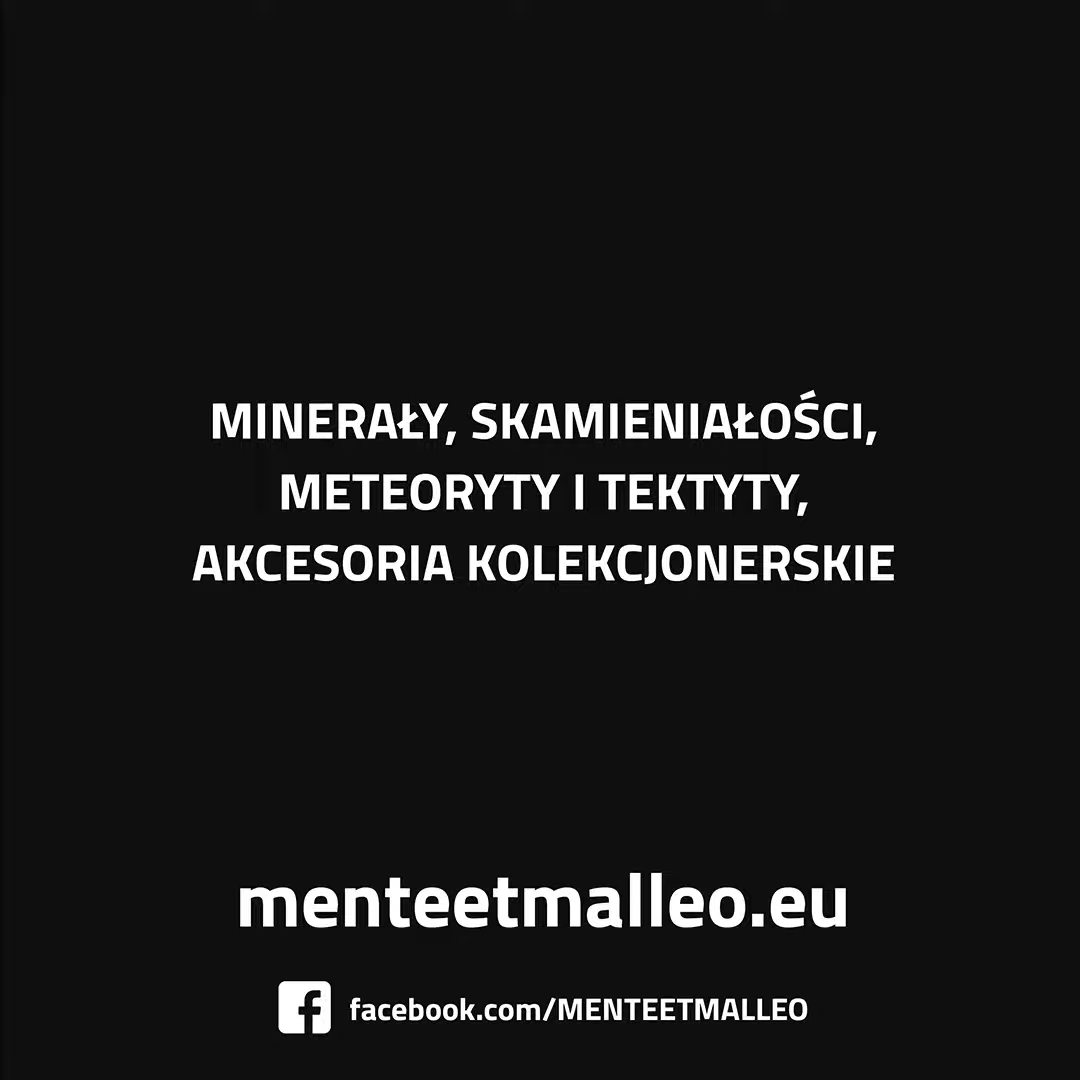 MINERAŁY, SKAMIENIAŁOŚCI,
METEORYTY I TEKTYTY,
AKCESORIA KOLEKCJONERSKIE
menteetmalleo.eu
facebook.com/MENTEETMALLEO